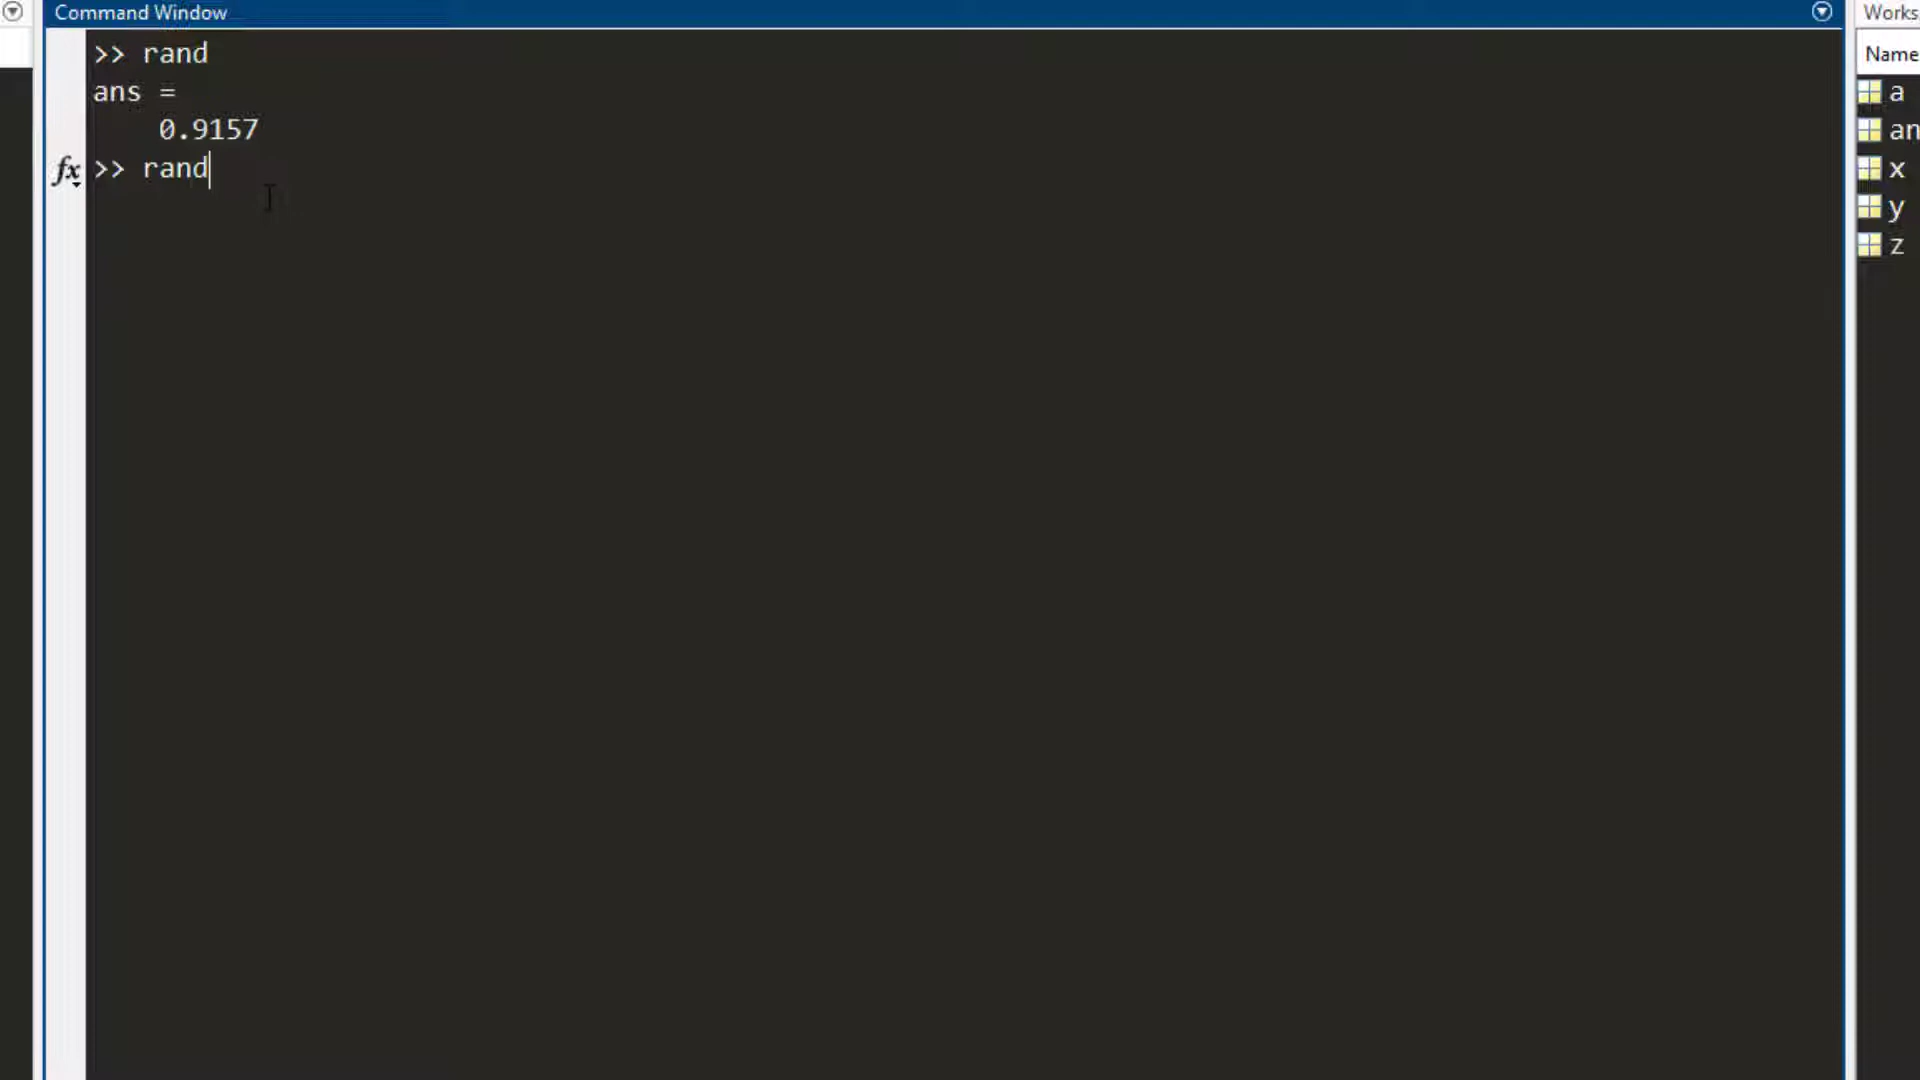 Command Window
>> rand
ans =
0.9157
fx >> rand
Works
Name
a
an
x
y
z